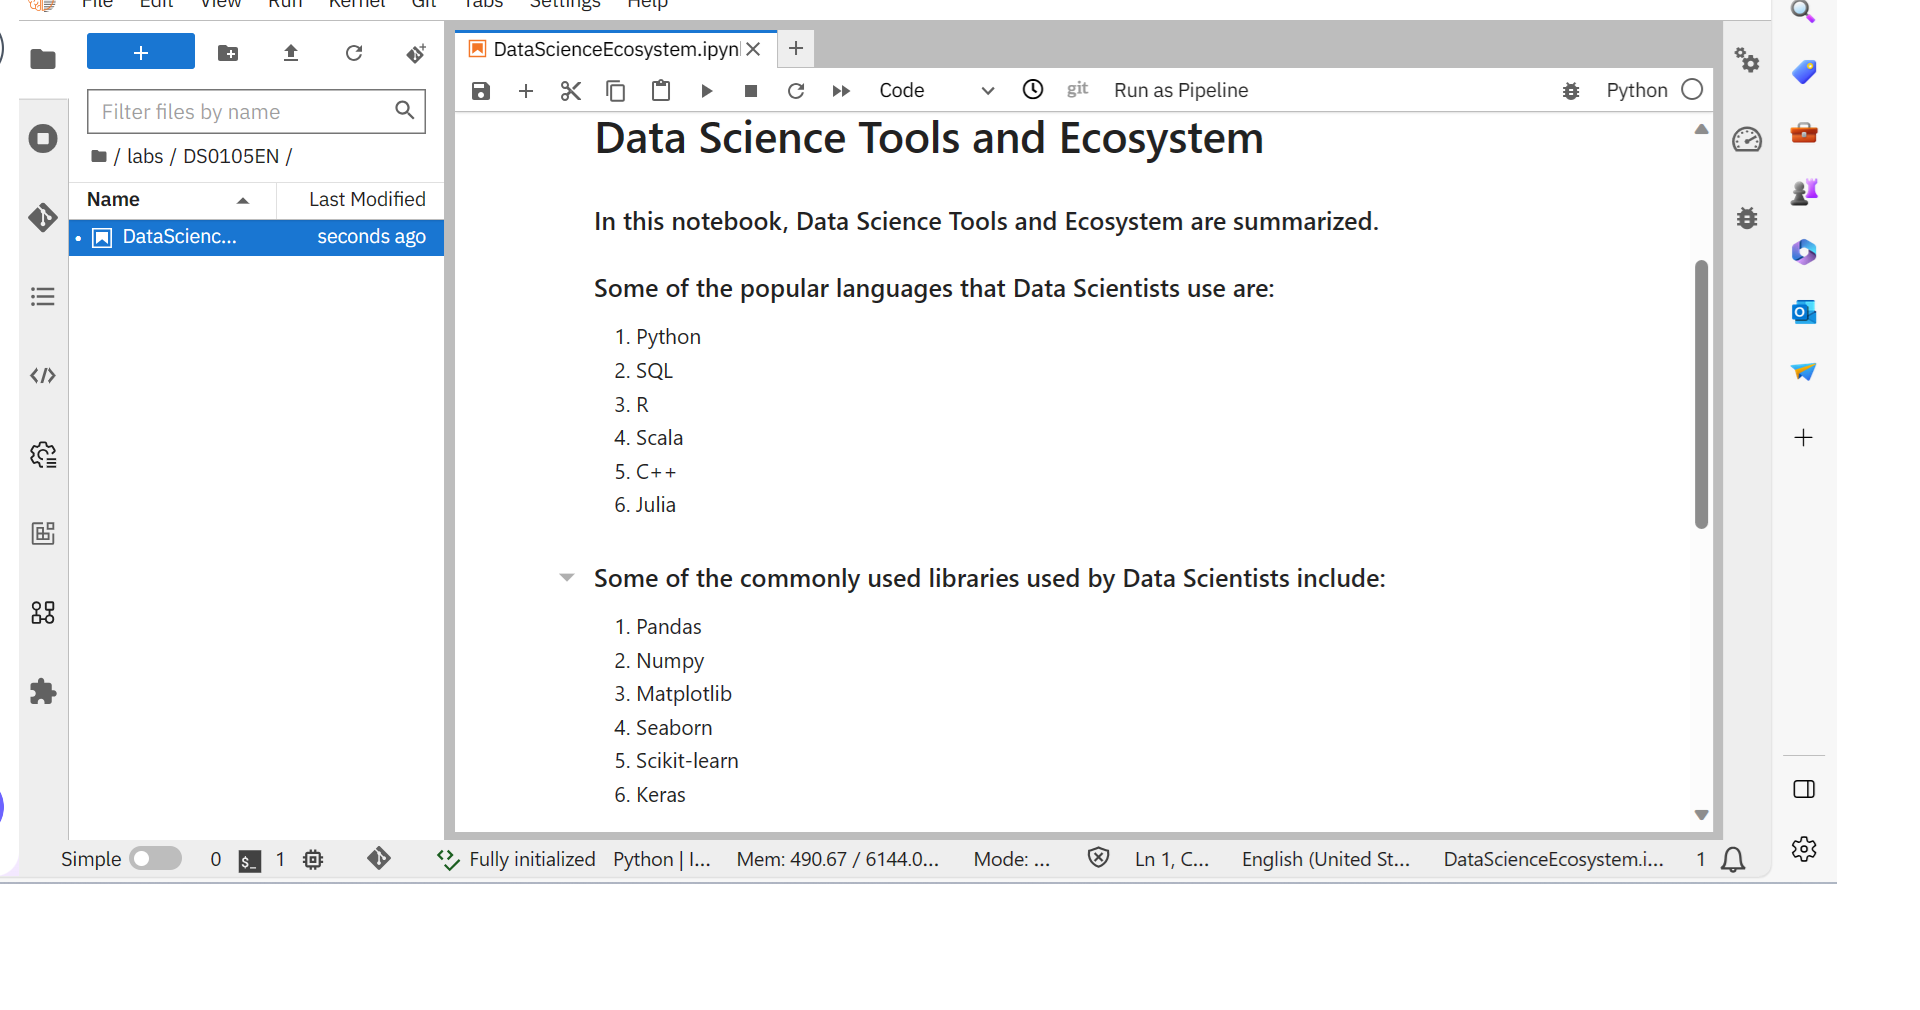 File Edit View Run Kernel Git Tabs Settings Help
DataScienceEcosystem.ipyn
Code git Run as Pipeline Python
Filter files by name
/ labs / DS0105EN /
Name Last Modified
DataScienc... seconds ago
Data Science Tools and Ecosystem
In this notebook, Data Science Tools and Ecosystem are summarized.
Some of the popular languages that Data Scientists use are:
1. Python
2. SQL
3. R
4. Scala
5. C++
6. Julia
Some of the commonly used libraries used by Data Scientists include:
1. Pandas
2. Numpy
3. Matplotlib
4. Seaborn
5. Scikit-learn
6. Keras
Simple 0 $_ 1 Fully initialized Python | I... Mem: 490.67 / 6144.0... Mode: ... Ln 1, C... English (United St... DataScienceEcosystem.i... 1